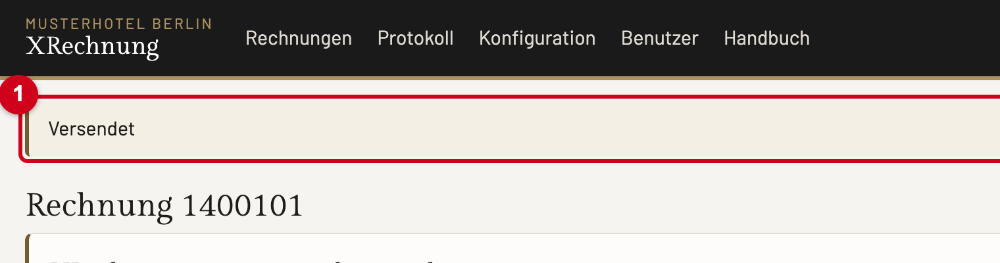 MUSTERHOTEL BERLIN
XRechnung
Rechnungen Protokoll Konfiguration Benutzer Handbuch
1
Versendet
Rechnung 1400101